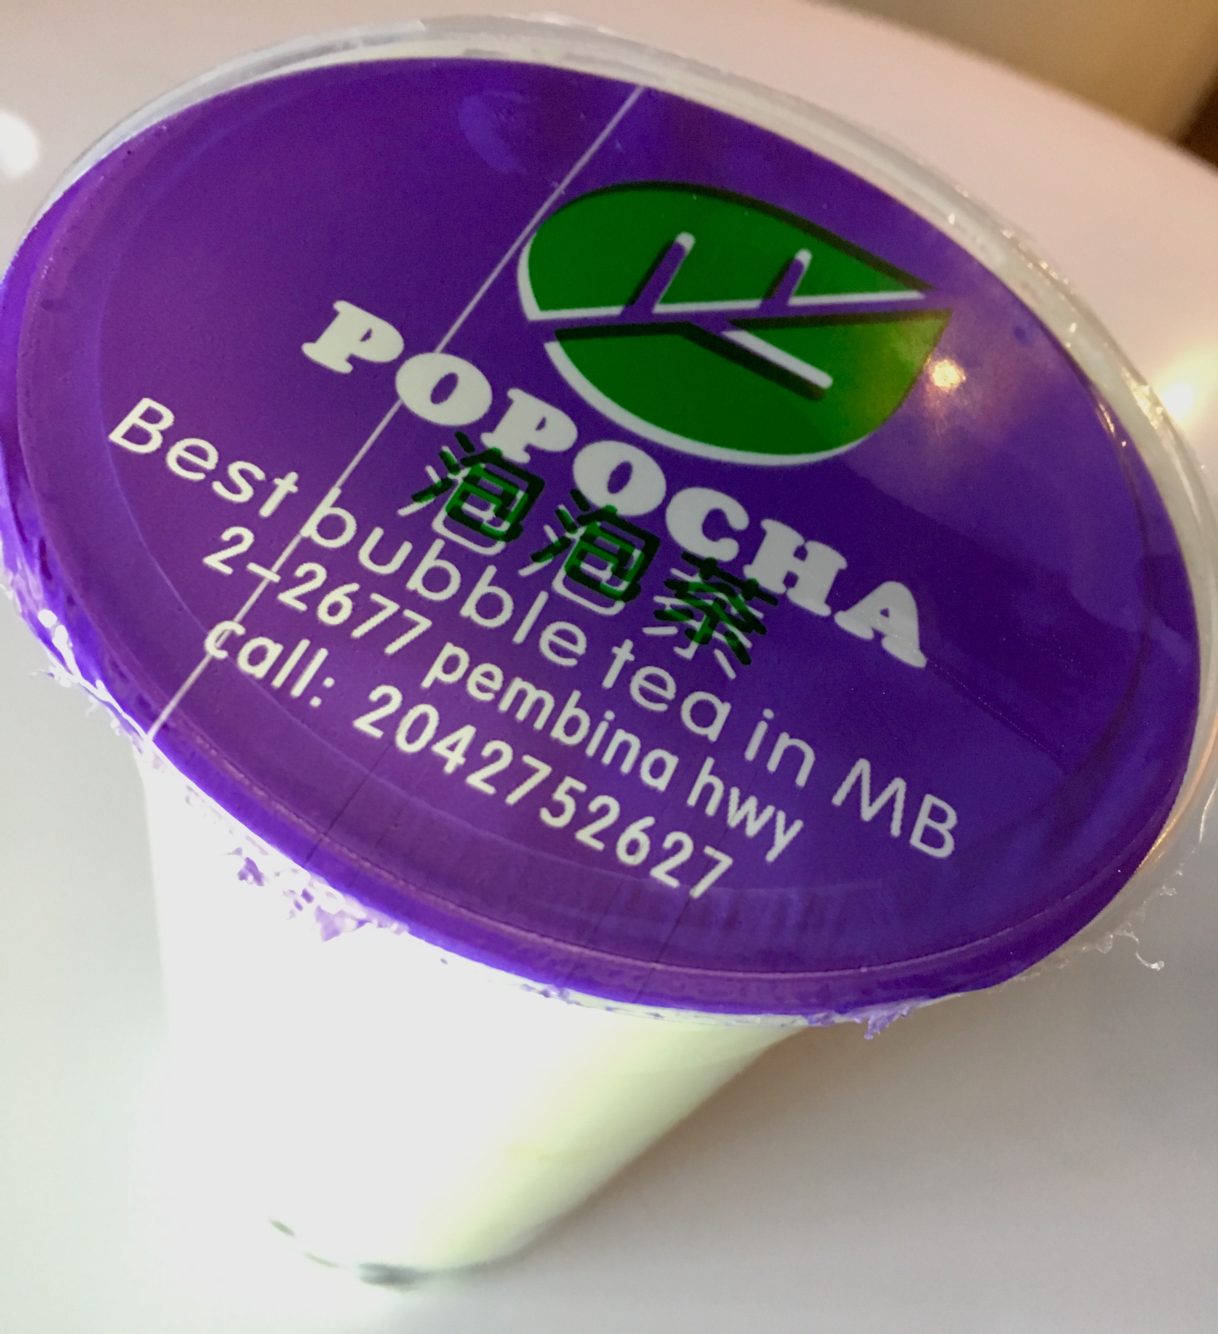 POPOCHA
泡泡茶
Best bubble tea in MB
2-2677 pembina hwy
call: 2042752627